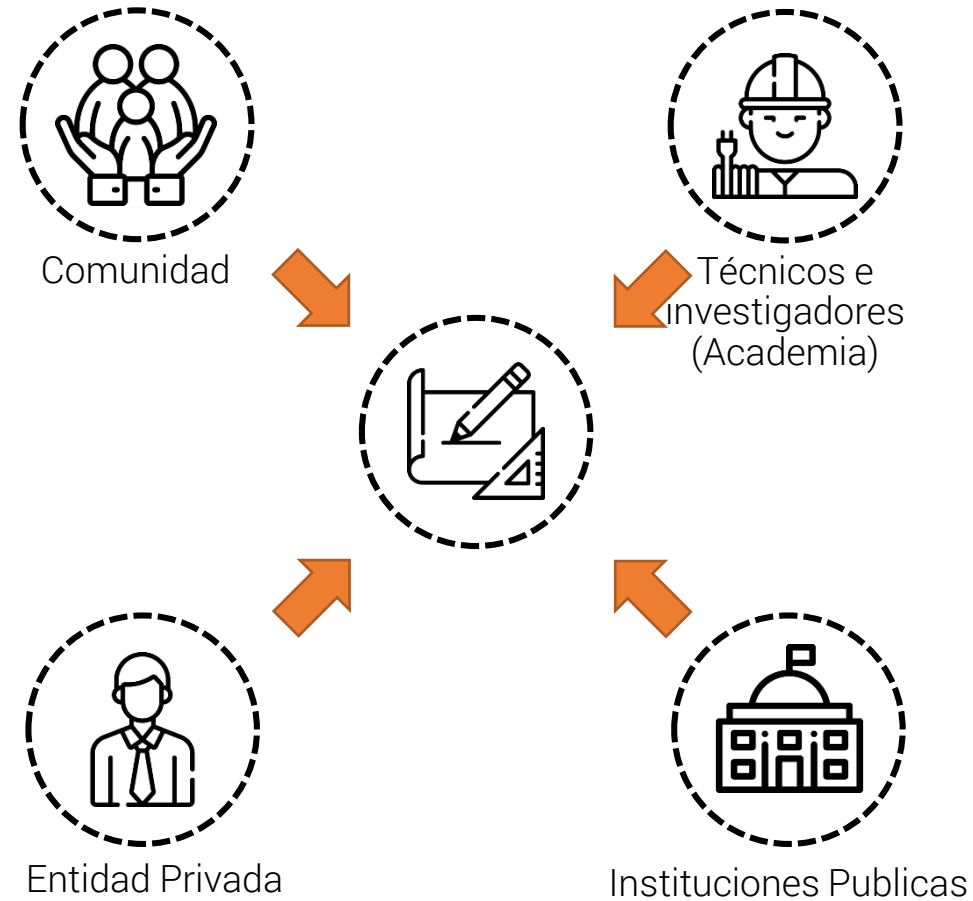 Comunidad
Técnicos e
investigadores
(Academia)
Entidad Privada
Instituciones Publicas